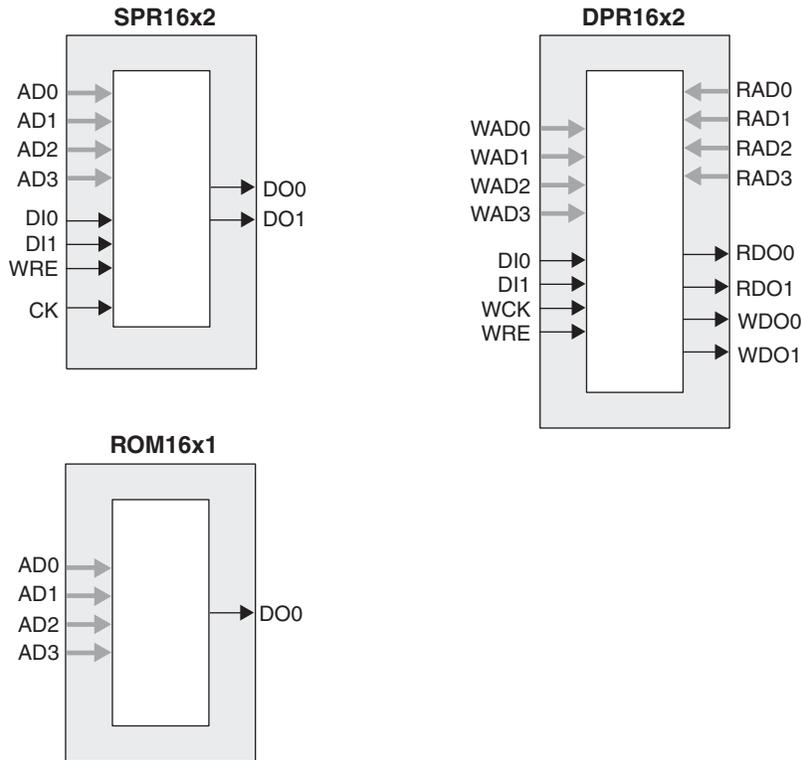 SPR16x2
AD0
AD1
AD2
AD3
DI0
DI1
WRE
CK
DO0
DO1
DPR16x2
WAD0
WAD1
WAD2
WAD3
DI0
DI1
WCK
WRE
RAD0
RAD1
RAD2
RAD3
RDO0
RDO1
WDO0
WDO1
ROM16x1
AD0
AD1
AD2
AD3
DO0